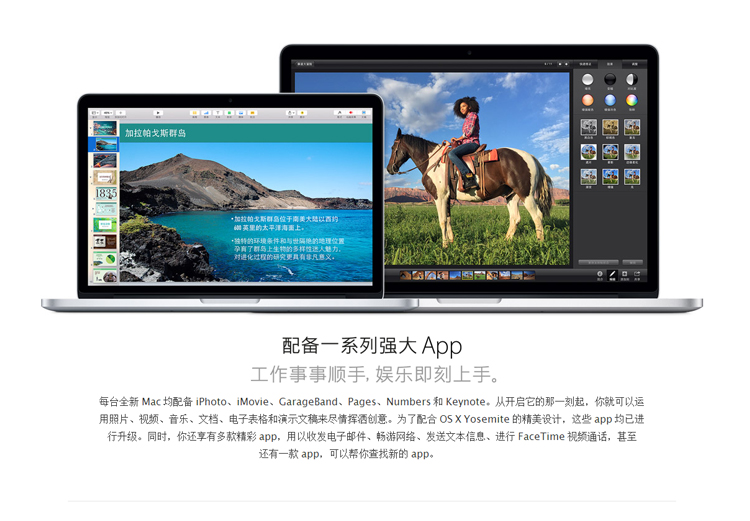 加拉帕戈斯群岛
•加拉帕戈斯群岛位于南美大陆以西约
600 英里的太平洋海面上。
•独特的环境条件和与世隔绝的地理位置
孕育了群岛上生物的多样性迷人魅力,
对进化过程的研究更具有非凡意义。
1835
配备一系列强大 App
工作事事顺手, 娱乐即刻上手。
每台全新 Mac 均配备 iPhoto、iMovie、GarageBand、Pages、Numbers 和 Keynote。从开启它的那一刻起，你就可以运
用照片、视频、音乐、文档、电子表格和演示文稿来尽情挥洒创意。为了配合 OS X Yosemite 的精美设计，这些 app 均已进
行升级。同时，你还享有多款精彩 app，用以收发电子邮件、畅游网络、发送文本信息、进行 FaceTime 视频通话，甚至
还有一款 app，可以帮你查找新的 app。